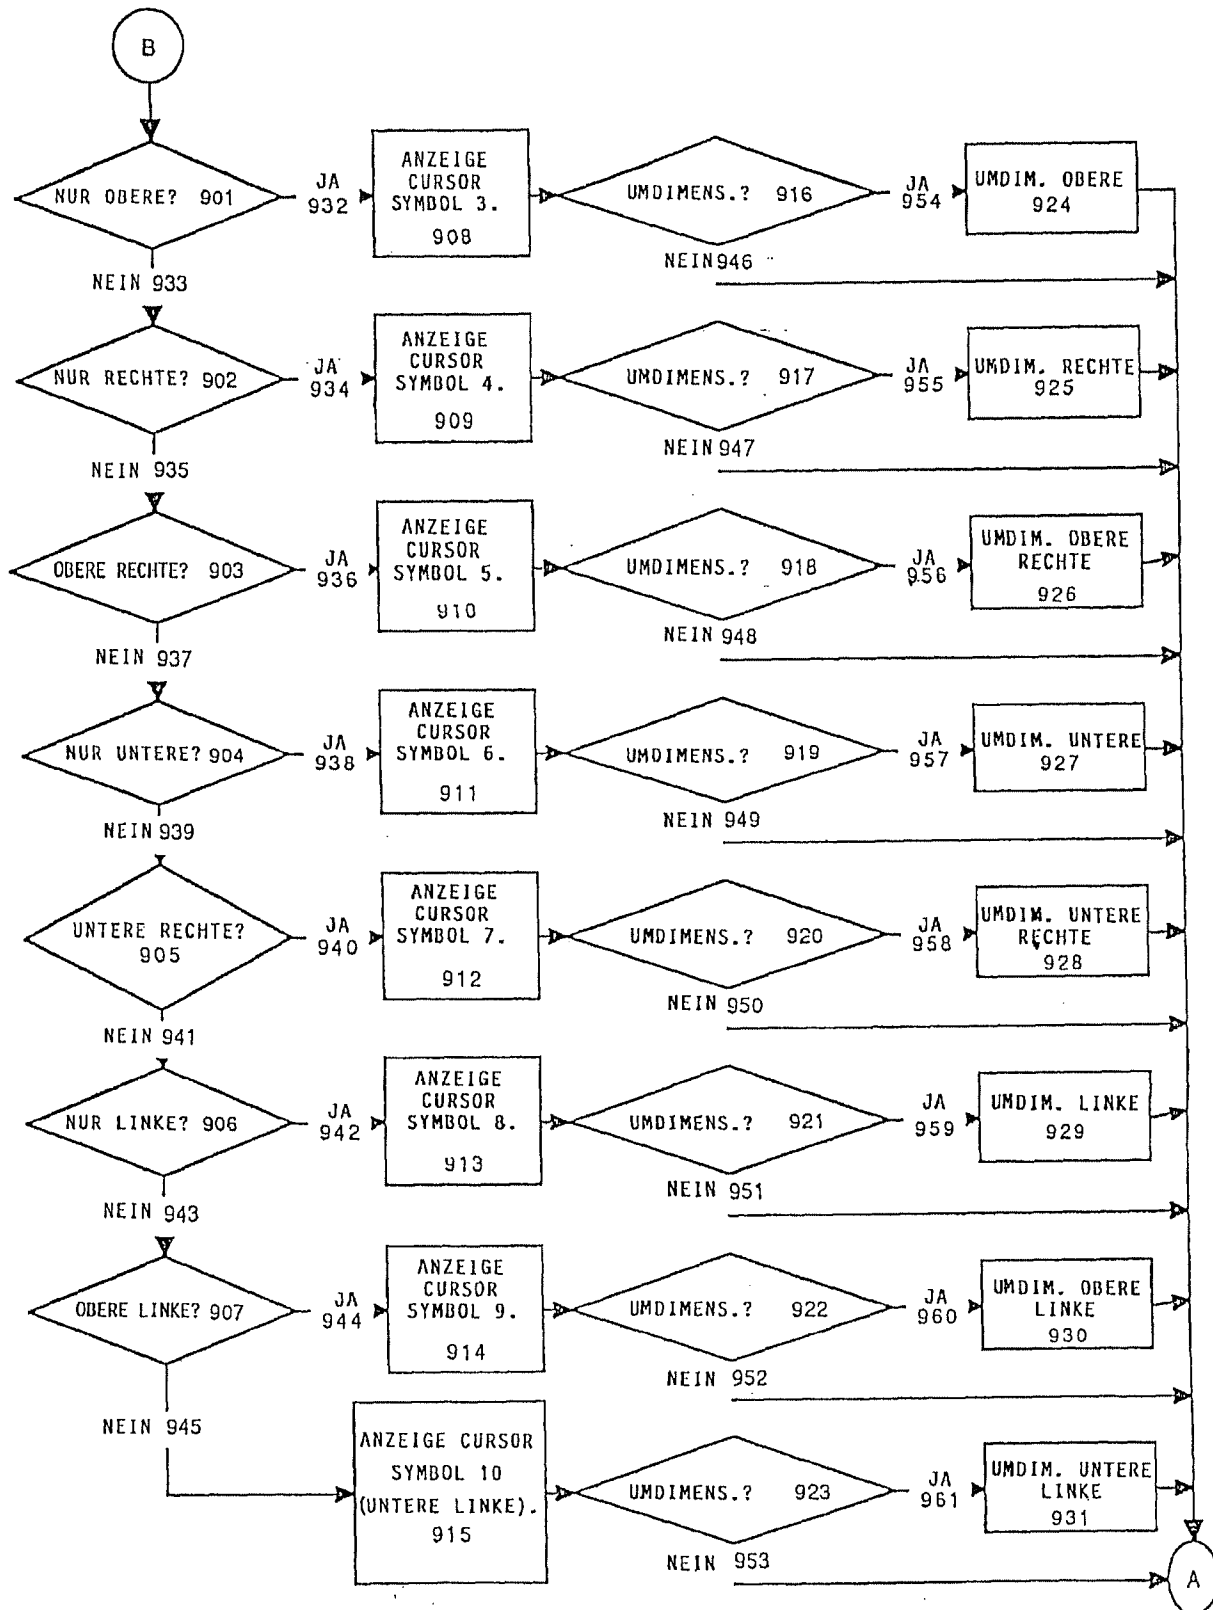 B
NUR OBERE? 901
JA
932
ANZEIGE
CURSOR
SYMBOL 3.
908
UMDIMENS.? 916
JA
954
UMDIM. OBERE
924
NEIN 933
NEIN 946
NUR RECHTE? 902
JA
934
ANZEIGE
CURSOR
SYMBOL 4.
909
UMDIMENS.? 917
JA
955
UMDIM. RECHTE
925
NEIN 935
NEIN 947
OBERE RECHTE? 903
JA
936
ANZEIGE
CURSOR
SYMBOL 5.
910
UMDIMENS.? 918
JA
956
UMDIM. OBERE
RECHTE
926
NEIN 937
NEIN 948
NUR UNTERE? 904
JA
938
ANZEIGE
CURSOR
SYMBOL 6.
911
UMDIMENS.? 919
JA
957
UMDIM. UNTERE
927
NEIN 939
NEIN 949
UNTERE RECHTE?
905
JA
940
ANZEIGE
CURSOR
SYMBOL 7.
912
UMDIMENS.? 920
JA
958
UMDIM. UNTERE
RECHTE
928
NEIN 941
NEIN 950
NUR LINKE? 906
JA
942
ANZEIGE
CURSOR
SYMBOL 8.
913
UMDIMENS.? 921
JA
959
UMDIM. LINKE
929
NEIN 943
NEIN 951
OBERE LINKE? 907
JA
944
ANZEIGE
CURSOR
SYMBOL 9.
914
UMDIMENS.? 922
JA
960
UMDIM. OBERE
LINKE
930
NEIN 945
NEIN 952
ANZEIGE CURSOR
SYMBOL 10
(UNTERE LINKE).
915
UMDIMENS.? 923
JA
961
UMDIM. UNTERE
LINKE
931
NEIN 953
A